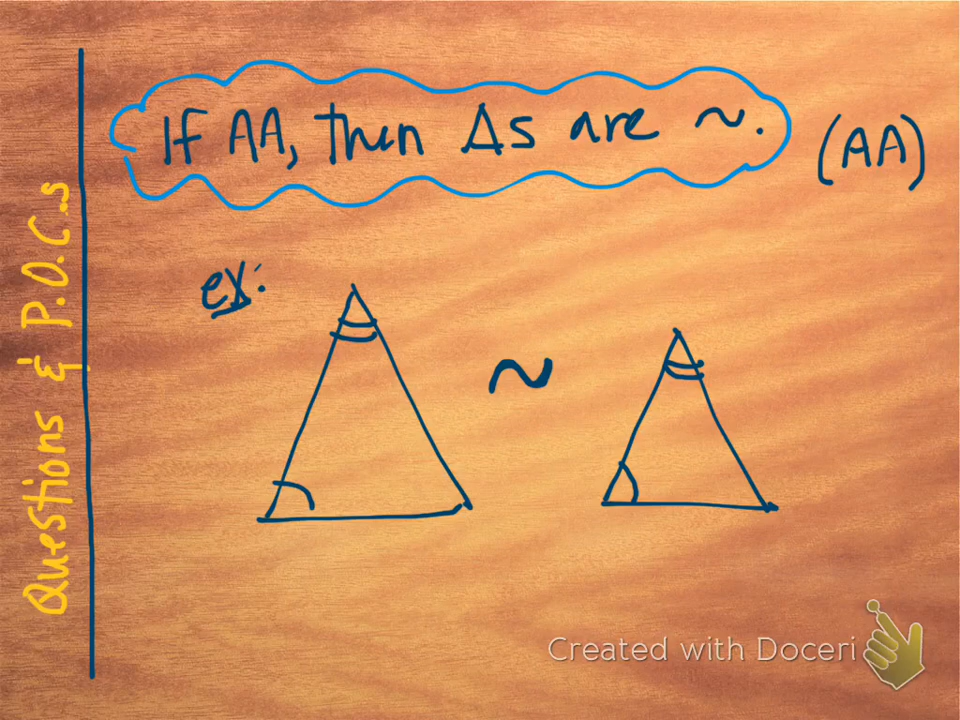 If AA, then Δs are ~.
(AA)
ex:
~
Questions & P.O.C.s
Created with Doceri